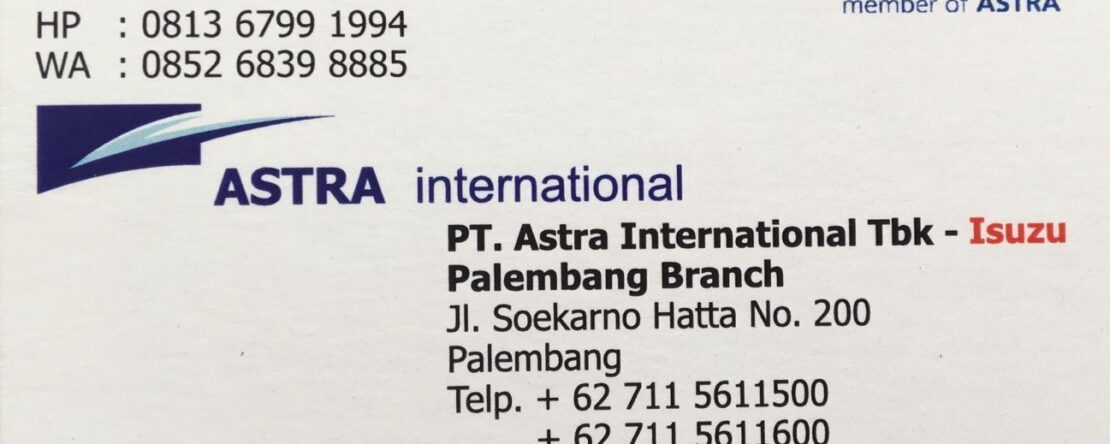 member of ASTRA
HP : 0813 6799 1994
WA : 0852 6839 8885
ASTRA international
PT. Astra International Tbk - Isuzu
Palembang Branch
Jl. Soekarno Hatta No. 200
Palembang
Telp. + 62 711 5611500
+ 62 711 5611600